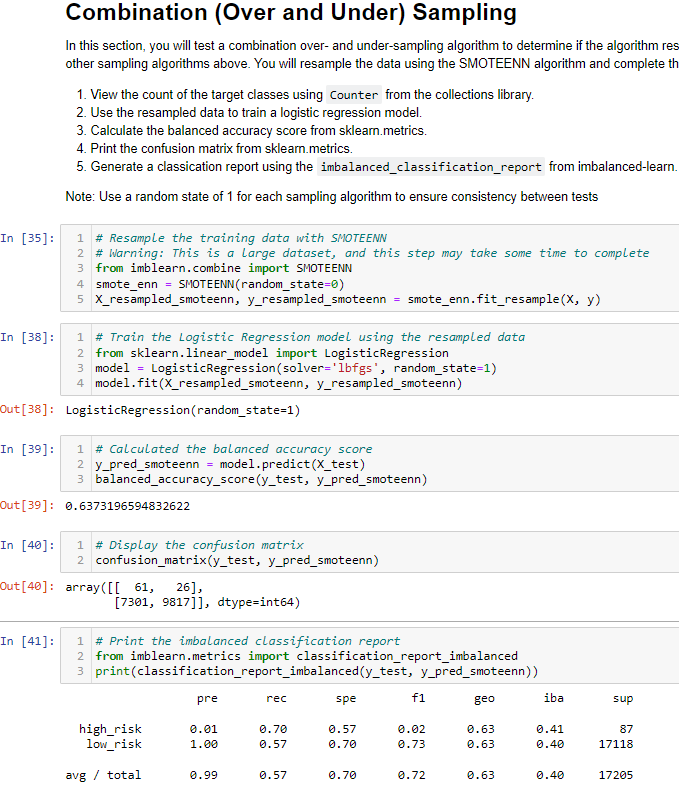 Combination (Over and Under) Sampling
In this section, you will test a combination over- and under-sampling algorithm to determine if the algorithm res
other sampling algorithms above. You will resample the data using the SMOTEENN algorithm and complete th
1. View the count of the target classes using Counter from the collections library.
2. Use the resampled data to train a logistic regression model.
3. Calculate the balanced accuracy score from sklearn.metrics.
4. Print the confusion matrix from sklearn.metrics.
5. Generate a classication report using the imbalanced_classification_report from imbalanced-learn.
Note: Use a random state of 1 for each sampling algorithm to ensure consistency between tests
In [35]: 1 # Resample the training data with SMOTEENN
2 # Warning: This is a large dataset, and this step may take some time to complete
3 from imblearn.combine import SMOTEENN
4 smote_enn = SMOTEENN(random_state=0)
5 X_resampled_smoteenn, y_resampled_smoteenn = smote_enn.fit_resample(X, y)
In [38]: 1 # Train the Logistic Regression model using the resampled data
2 from sklearn.linear_model import LogisticRegression
3 model = LogisticRegression(solver='lbfgs', random_state=1)
4 model.fit(X_resampled_smoteenn, y_resampled_smoteenn)
Out[38]: LogisticRegression(random_state=1)
In [39]: 1 # Calculated the balanced accuracy score
2 y_pred_smoteenn = model.predict(X_test)
3 balanced_accuracy_score(y_test, y_pred_smoteenn)
Out[39]: 0.6373196594832622
In [40]: 1 # Display the confusion matrix
2 confusion_matrix(y_test, y_pred_smoteenn)
Out[40]: array([[ 61, 26],
[7301, 9817]], dtype=int64)
In [41]: 1 # Print the imbalanced classification report
2 from imblearn.metrics import classification_report_imbalanced
3 print(classification_report_imbalanced(y_test, y_pred_smoteenn))
pre rec spe f1 geo iba sup
high_risk 0.01 0.70 0.57 0.02 0.63 0.41 87
low_risk 1.00 0.57 0.70 0.73 0.63 0.40 17118
avg / total 0.99 0.57 0.70 0.72 0.63 0.40 17205